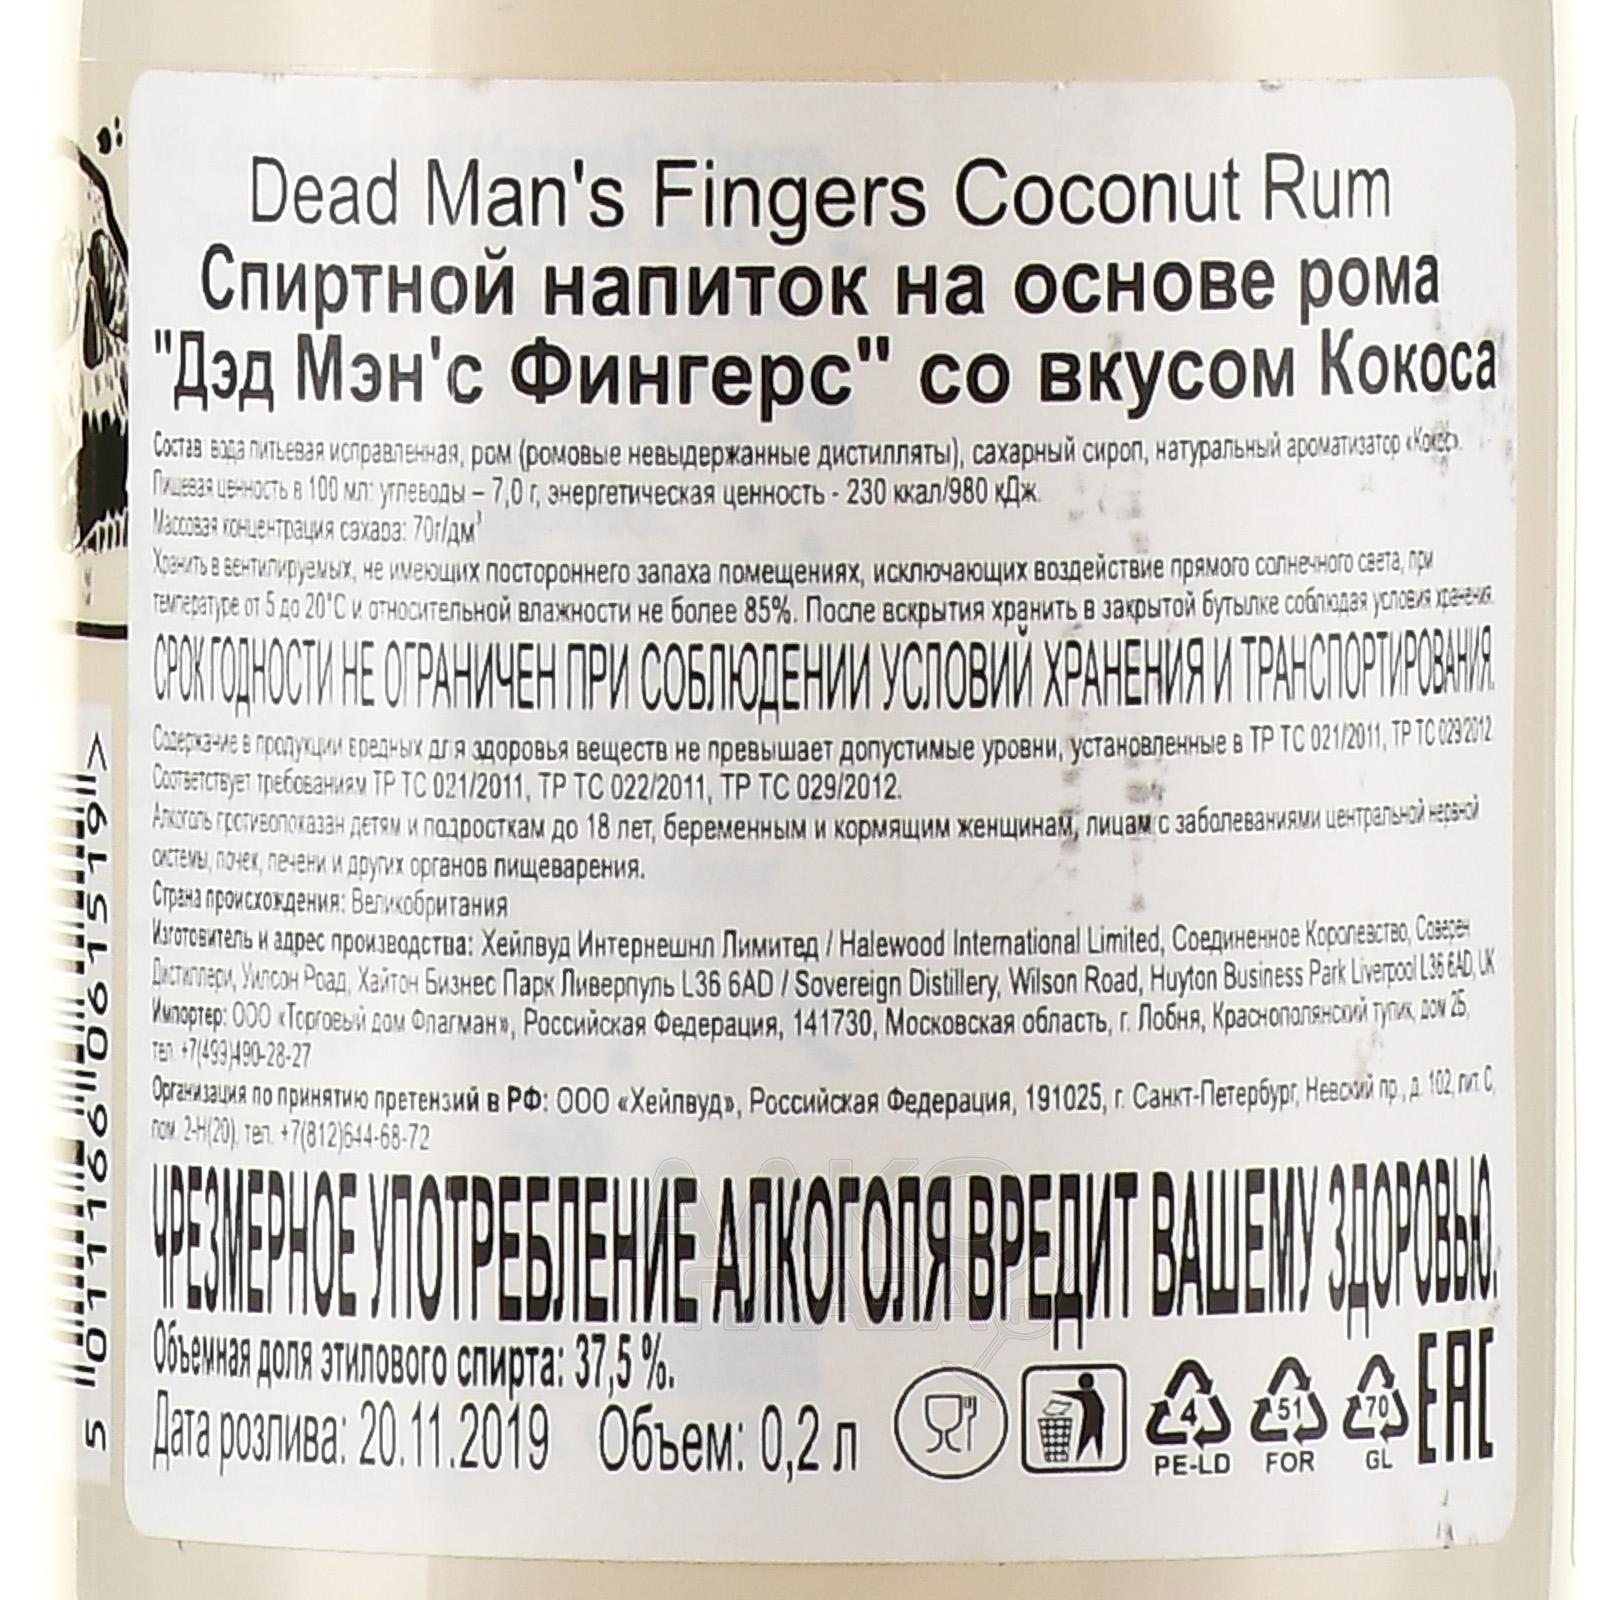 Dead Man's Fingers Coconut Rum
Спиртной напиток на основе рома
"Дэд Мэн'с Фингерс" со вкусом Кокоса
Состав: вода питьевая исправленная, ром (ромовые невыдержанные дистилляты), сахарный сироп, натуральный ароматизатор «Кокос».
Пищевая ценность в 100 мл: углеводы – 7,0 г, энергетическая ценность - 230 ккал/980 кДж.
Массовая концентрация сахара: 70г/дм³
Хранить в вентилируемых, не имеющих постороннего запаха помещениях, исключающих воздействие прямого солнечного света, при
температуре от 5 до 20°С и относительной влажности не более 85%. После вскрытия хранить в закрытой бутылке соблюдая условия хранения.
СРОК ГОДНОСТИ НЕ ОГРАНИЧЕН ПРИ СОБЛЮДЕНИИ УСЛОВИЙ ХРАНЕНИЯ И ТРАНСПОРТИРОВАНИЯ.
Содержание в продукции вредных для здоровья веществ не превышает допустимые уровни, установленные в ТР ТС 021/2011, ТР ТС 029/2012
Соответствует требованиям ТР ТС 021/2011, ТР ТС 022/2011, ТР ТС 029/2012.
Алкоголь противопоказан детям и подросткам до 18 лет, беременным и кормящим женщинам, лицам с заболеваниями центральной нервной
системы, почек, печени и других органов пищеварения.
Страна происхождения: Великобритания
Изготовитель и адрес производства: Хейлвуд Интернешнл Лимитед / Halewood International Limited, Соединенное Королевство, Соверен
Дистиллери, Уилсон Роад, Хайтон Бизнес Парк Ливерпуль L36 6AD / Sovereign Distillery, Wilson Road, Huyton Business Park Liverpool L36 6AD, UK
Импортер: ООО «Торговый дом Флагман», Российская Федерация, 141730, Московская область, г. Лобня, Краснополянский тупик, дом 2Б,
тел. +7(499)490-28-27
Организация по принятию претензий в РФ: ООО «Хейлвуд», Российская Федерация, 191025, г. Санкт-Петербург, Невский пр., д. 102, лит. С,
пом. 2-Н(20), тел. +7(812)644-68-72
ЧРЕЗМЕРНОЕ УПОТРЕБЛЕНИЕ АЛКОГОЛЯ ВРЕДИТ ВАШЕМУ ЗДОРОВЬЮ.
Объемная доля этилового спирта: 37,5 %.
Дата розлива: 20.11.2019 Объем: 0,2 л
4 51 70
PE-LD FOR GL
EAC
5 011166 061519 >
АЛКО
ПЛАЗА.ru